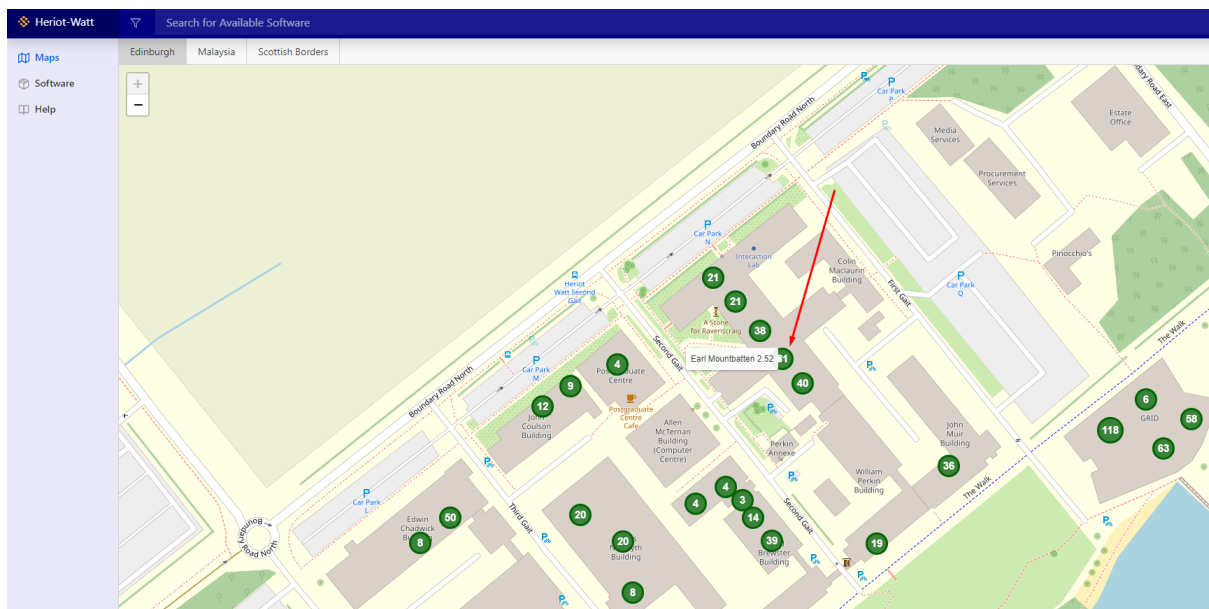 Heriot-Watt
Search for Available Software
Maps
Software
Help
Edinburgh
Malaysia
Scottish Borders
+
−
P
Car Park
P
Boundary Road North
Boundary Road East
Estate
Office
Media
Services
Procurement
Services
Pinocchio's
P
Car Park
N
Interaction
Lab
Colin
Maclaurin
Building
First Gait
P
Car Park
Q
The Walk
Heriot
Watt Second
Gait
21
21
A Stone
for Ravenscraig
38
Earl Mountbatten 2.52
40
Second Gait
Boundary Road North
P
Car Park
M
4
Centre
9
12
John
Coulson
Building
Postgraduate
Centre
Cafe
Allen
McTernan
Building
(Computer
Centre)
Perkin
Annexe
John
Muir
Building
36
The Walk
6
GRID
58
118
63
William
Perkin
Building
P
Car Park
L
Third Gait
Second Gait
4
4
3
14
39
Brewster
Building
19
Edwin
Chadwick
50
8
20
20
Building
8
Boundary
Road North